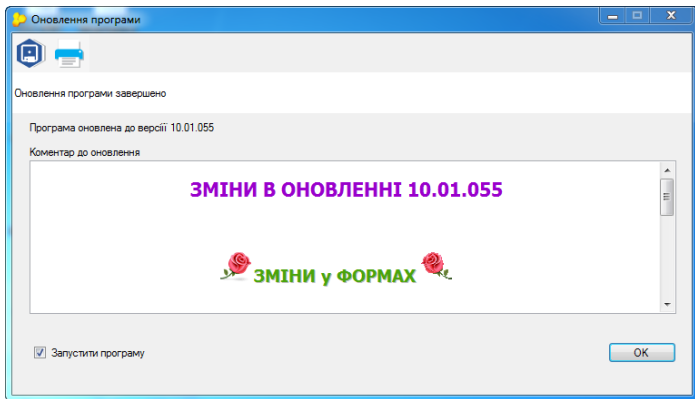 Оновлення програми
Оновлення програми завершено
Програма оновлена до версіїї 10.01.055
Коментар до оновлення
ЗМІНИ В ОНОВЛЕННІ 10.01.055
ЗМІНИ у ФОРМАХ
Запустити програму
OK